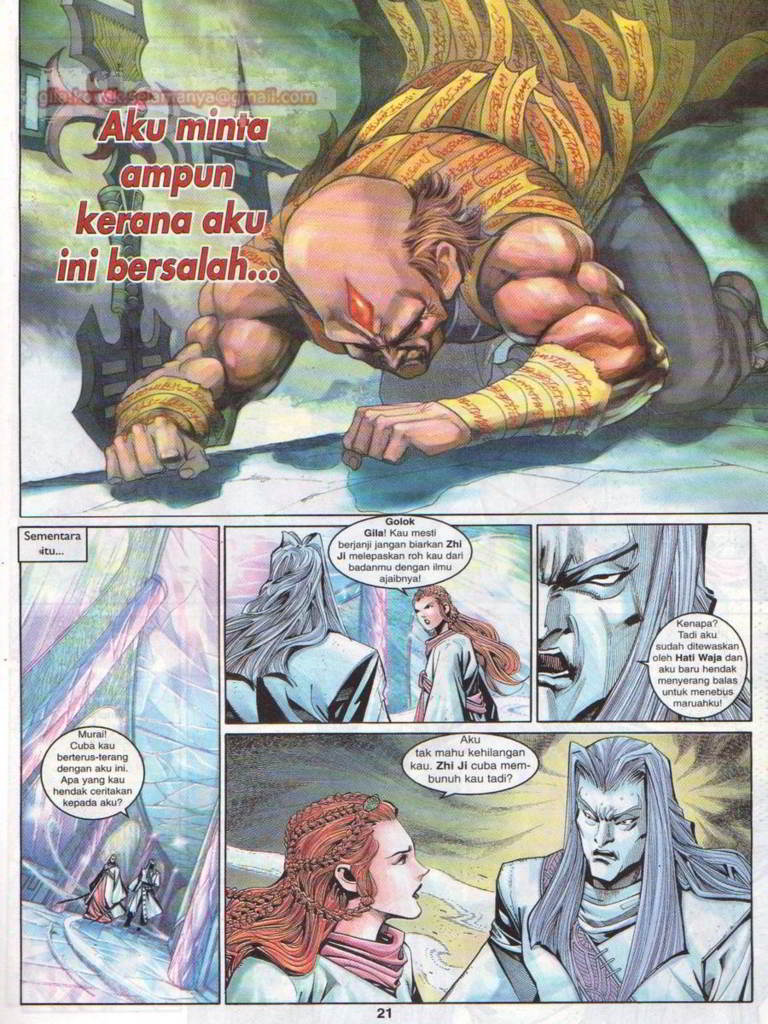 Aku minta
ampun
kerana aku
ini bersalah...
Sementara
itu...
Murai!
Cuba kau
berterus-terang
dengan aku ini.
Apa yang kau
hendak ceritakan
kepada aku?
Golok
Gila! Kau mesti
berjanji jangan biarkan Zhi
Ji melepaskan roh kau dari
badanmu dengan ilmu
ajaibnya!
Kenapa?
Tadi aku
sudah ditewaskan
oleh Hati Waja dan
aku baru hendak
menyerang balas
untuk menebus
maruahku!
Aku
tak mahu kehilangan
kau. Zhi Ji cuba mem-
bunuh kau tadi?
21